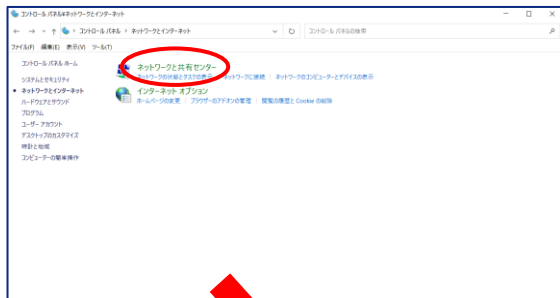 コントロール パネル¥ネットワークとインターネット
コントロール パネル > ネットワークとインターネット
コントロール パネルの検索
ファイル(F) 編集(E) 表示(V) ツール(T)
コントロール パネル ホーム
システムとセキュリティ
ネットワークとインターネット
ハードウェアとサウンド
プログラム
ユーザー アカウント
デスクトップのカスタマイズ
時計と地域
コンピューターの簡単操作
ネットワークと共有センター
ネットワークの状態とタスクの表示 ネットワークに接続 ネットワークのコンピューターとデバイスの表示
インターネット オプション
ホームページの変更 ブラウザーのアドオンの管理 閲覧の履歴と Cookie の削除